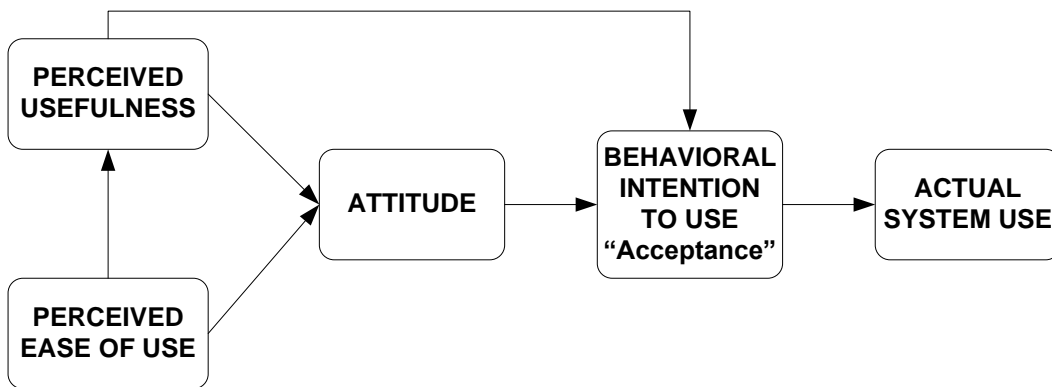 PERCEIVED
USEFULNESS
PERCEIVED
EASE OF USE
ATTITUDE
BEHAVIORAL
INTENTION
TO USE
“Acceptance”
ACTUAL
SYSTEM USE